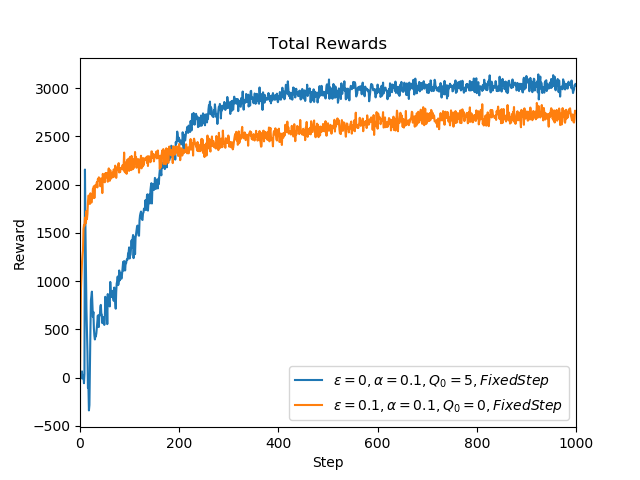 Total Rewards
Reward
3000
2500
2000
1500
1000
500
0
−500
0 200 400 600 800 1000
Step
ε = 0, α = 0.1, Q₀ = 5, FixedStep
ε = 0.1, α = 0.1, Q₀ = 0, FixedStep